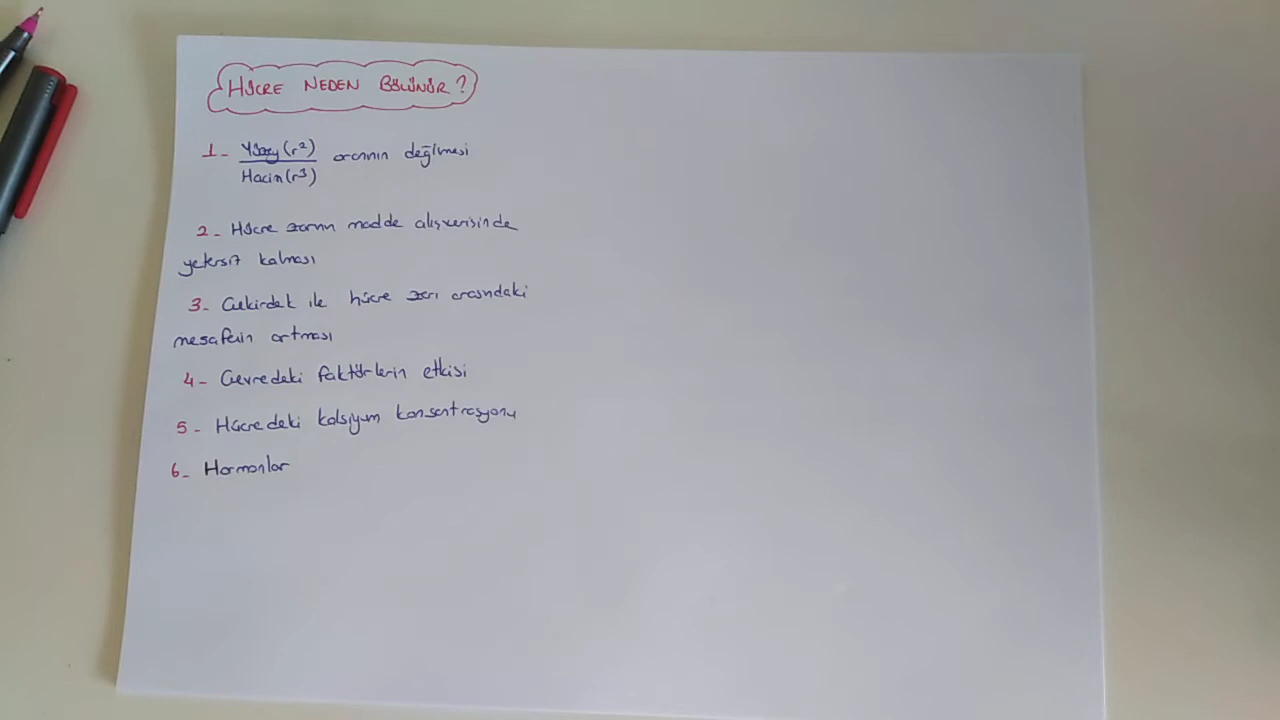 HÜCRE NEDEN BÖLÜNÜR?
1- Yüzey (r²)
Hacim (r³) oranının değişmesi
2- Hücre zarının madde alışverişinde
yetersiz kalması
3- Çekirdek ile hücre zarı arasındaki
mesafenin artması
4- Çevredeki faktörlerin etkisi
5- Hücredeki kalsiyum konsantrasyonu
6- Hormonlar